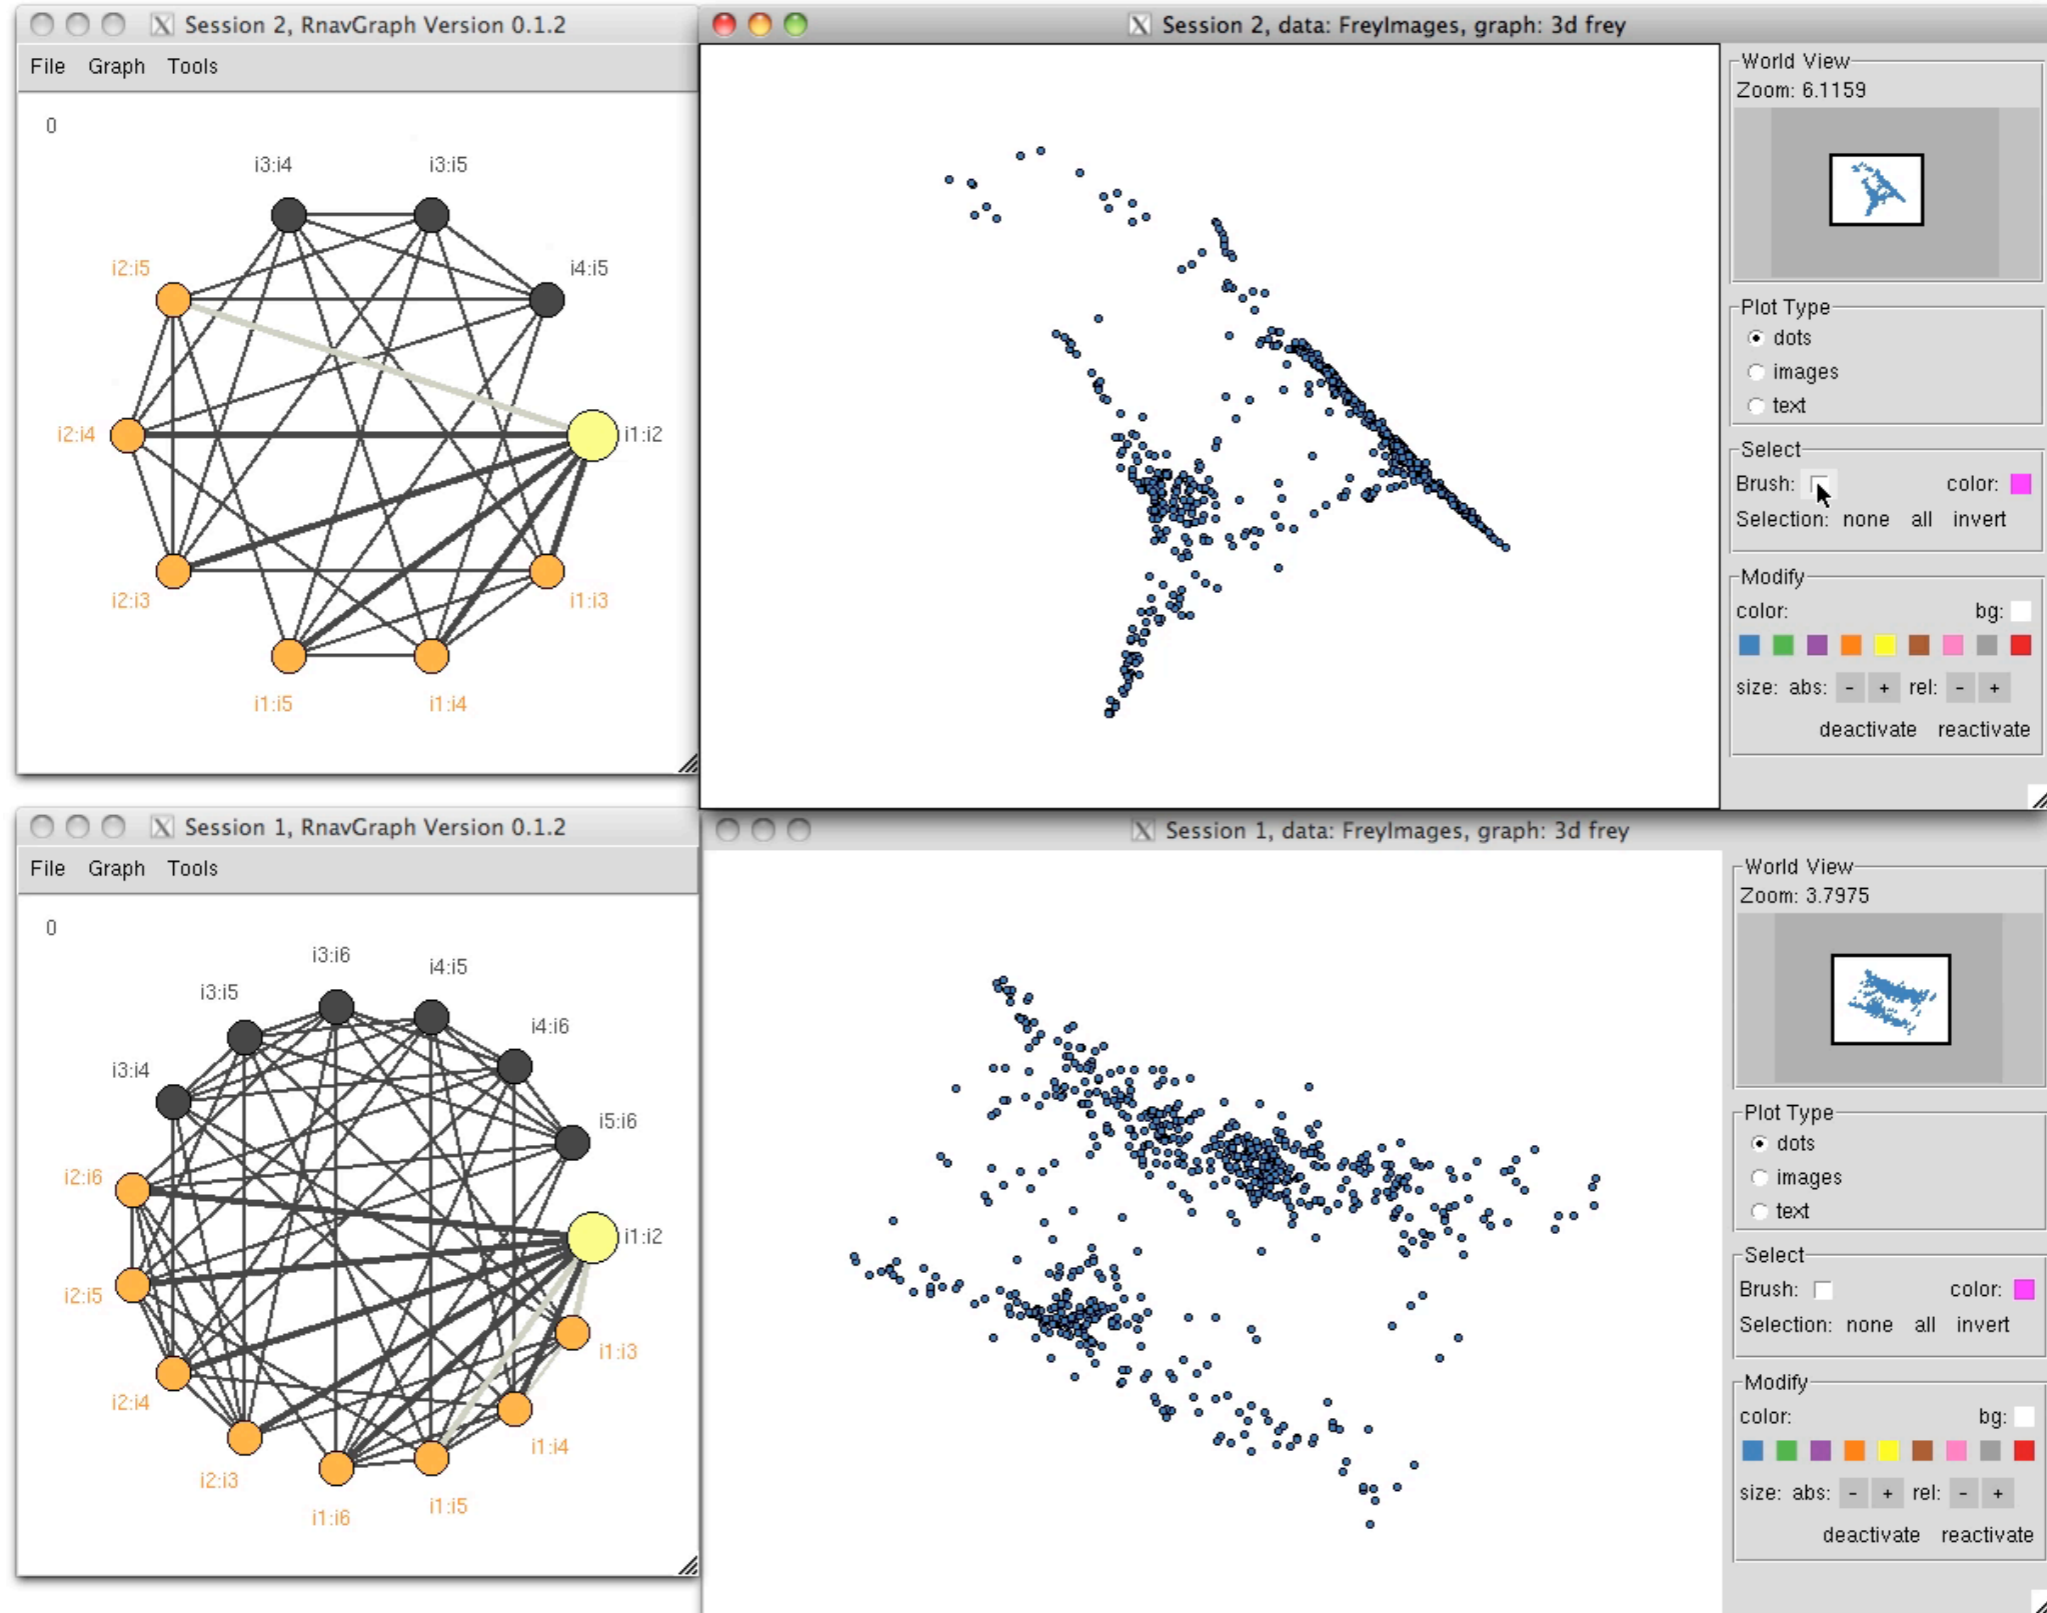 Session 2, RnavGraph Version 0.1.2
File Graph Tools
0
i3:i4
i3:i5
i2:i5
i4:i5
i2:i4
i1:i2
i2:i3
i1:i3
i1:i5
i1:i4
Session 2, data: FreyImages, graph: 3d frey
World View
Zoom: 6.1159
Plot Type
dots
images
text
Select
Brush: color:
Selection: none all invert
Modify
color: bg:
size: abs: - + rel: - +
deactivate reactivate
Session 1, RnavGraph Version 0.1.2
File Graph Tools
0
i3:i6
i4:i5
i3:i5
i4:i6
i3:i4
i5:i6
i2:i6
i1:i2
i2:i5
i1:i3
i2:i4
i1:i4
i2:i3
i1:i5
i1:i6
Session 1, data: FreyImages, graph: 3d frey
World View
Zoom: 3.7975
Plot Type
dots
images
text
Select
Brush: color:
Selection: none all invert
Modify
color: bg:
size: abs: - + rel: - +
deactivate reactivate